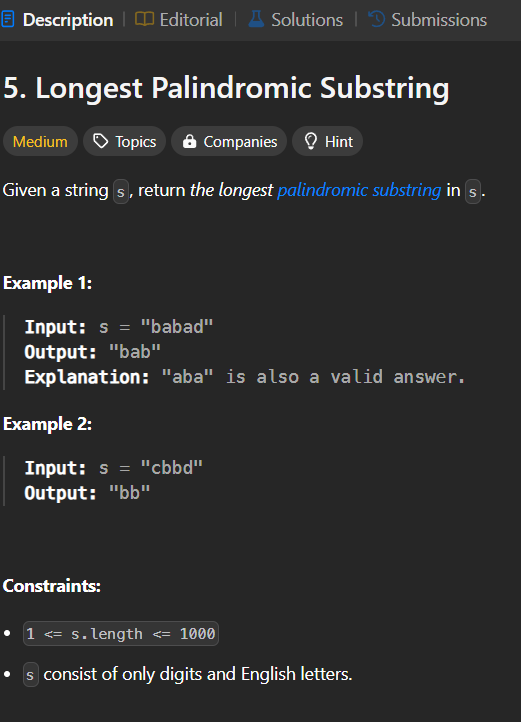 Description | Editorial | Solutions | Submissions
5. Longest Palindromic Substring
Medium Topics Companies Hint
Given a string s, return the longest palindromic substring in s.
Example 1:
Input: s = "babad"
Output: "bab"
Explanation: "aba" is also a valid answer.
Example 2:
Input: s = "cbbd"
Output: "bb"
Constraints:
• 1 <= s.length <= 1000
• s consist of only digits and English letters.